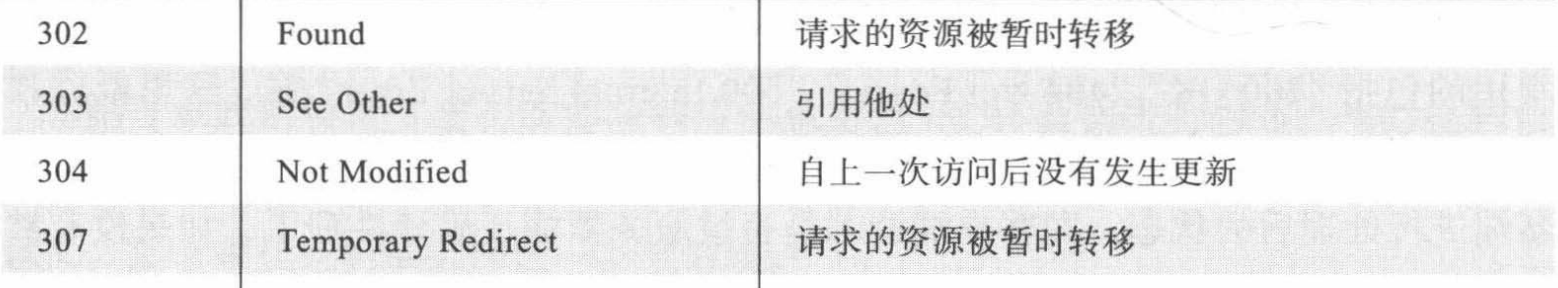 302 Found 请求的资源被暂时转移
303 See Other 引用他处
304 Not Modified 自上一次访问后没有发生更新
307 Temporary Redirect 请求的资源被暂时转移